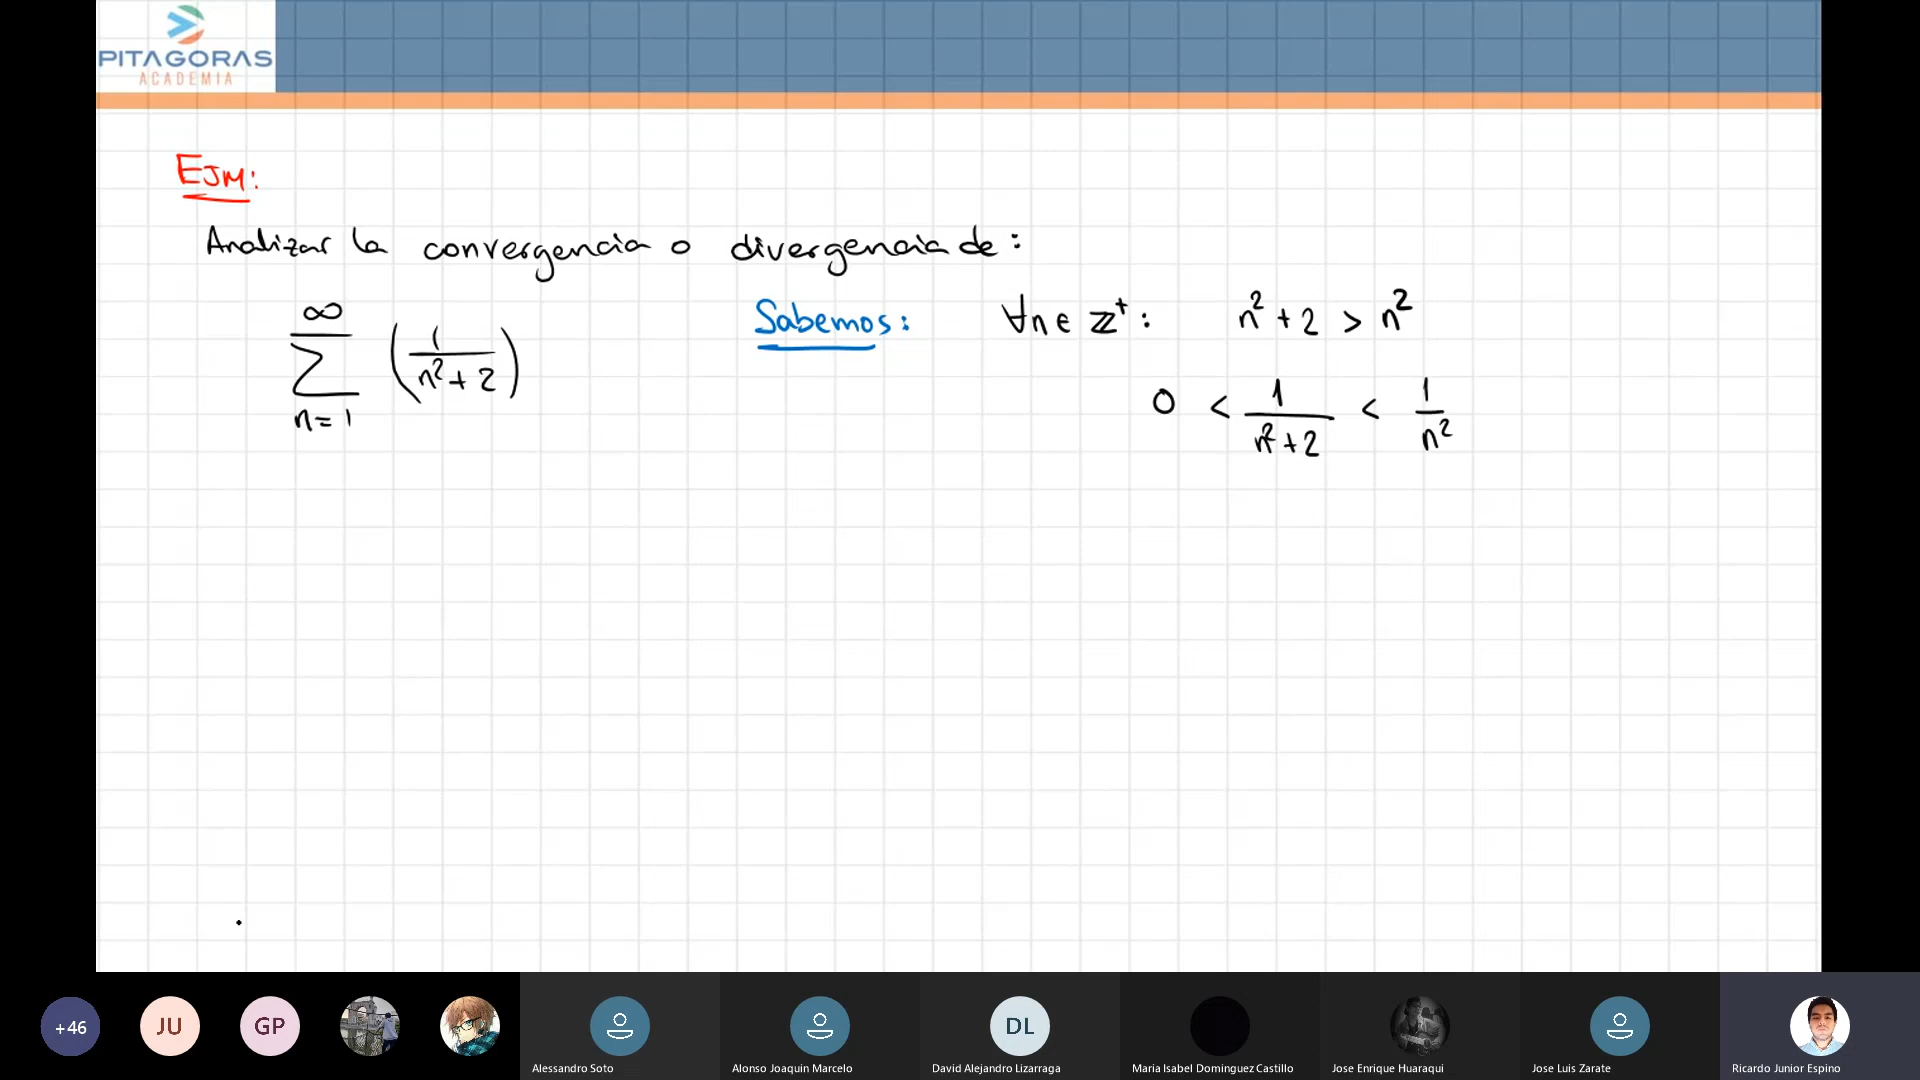 PITAGORAS
ACADEMIA
EJM:
Analizar la convergencia o divergencia de:
∞
∑ (1/(n²+2))
n=1
Sabemos: ∀n ∈ ℤ⁺: n²+2 > n²
0 < 1/(n²+2) < 1/n²
+46
JU
GP
DL
Alessandro Soto
Alonso Joaquin Marcelo
David Alejandro Lizarraga
Maria Isabel Dominguez Castillo
Jose Enrique Huaraqui
Jose Luis Zarate
Ricardo Junior Espino